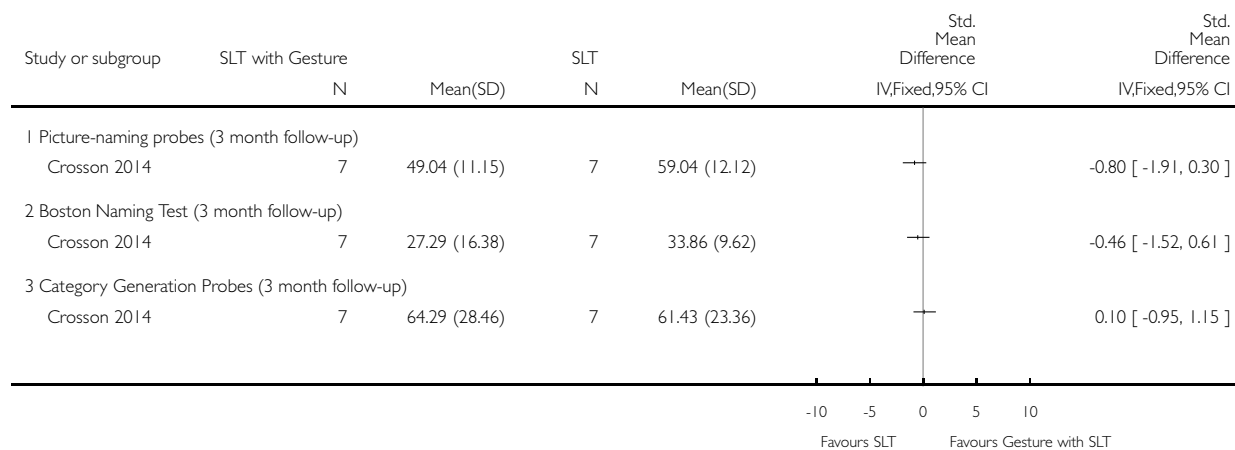 Std. Mean Difference
Std. Mean Difference
Study or subgroup SLT with Gesture SLT
N Mean(SD) N Mean(SD) IV,Fixed,95% CI IV,Fixed,95% CI
1 Picture-naming probes (3 month follow-up)
Crosson 2014 7 49.04 (11.15) 7 59.04 (12.12) -0.80 [ -1.91, 0.30 ]
2 Boston Naming Test (3 month follow-up)
Crosson 2014 7 27.29 (16.38) 7 33.86 (9.62) -0.46 [ -1.52, 0.61 ]
3 Category Generation Probes (3 month follow-up)
Crosson 2014 7 64.29 (28.46) 7 61.43 (23.36) 0.10 [ -0.95, 1.15 ]
-10 -5 0 5 10
Favours SLT Favours Gesture with SLT